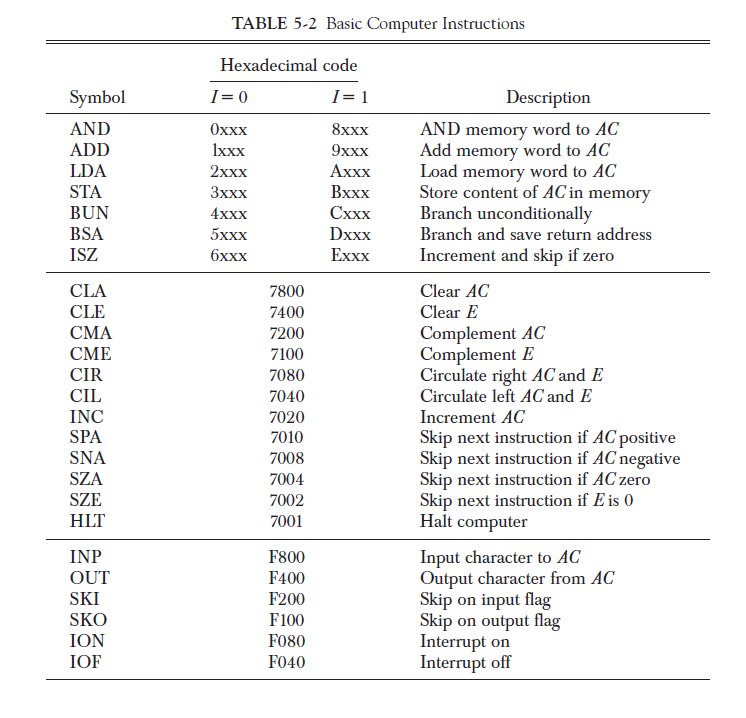 TABLE 5-2 Basic Computer Instructions
Hexadecimal code
Symbol I = 0 I = 1 Description
AND 0xxx 8xxx AND memory word to AC
ADD 1xxx 9xxx Add memory word to AC
LDA 2xxx Axxx Load memory word to AC
STA 3xxx Bxxx Store content of AC in memory
BUN 4xxx Cxxx Branch unconditionally
BSA 5xxx Dxxx Branch and save return address
ISZ 6xxx Exxx Increment and skip if zero
CLA 7800 Clear AC
CLE 7400 Clear E
CMA 7200 Complement AC
CME 7100 Complement E
CIR 7080 Circulate right AC and E
CIL 7040 Circulate left AC and E
INC 7020 Increment AC
SPA 7010 Skip next instruction if AC positive
SNA 7008 Skip next instruction if AC negative
SZA 7004 Skip next instruction if AC zero
SZE 7002 Skip next instruction if E is 0
HLT 7001 Halt computer
INP F800 Input character to AC
OUT F400 Output character from AC
SKI F200 Skip on input flag
SKO F100 Skip on output flag
ION F080 Interrupt on
IOF F040 Interrupt off